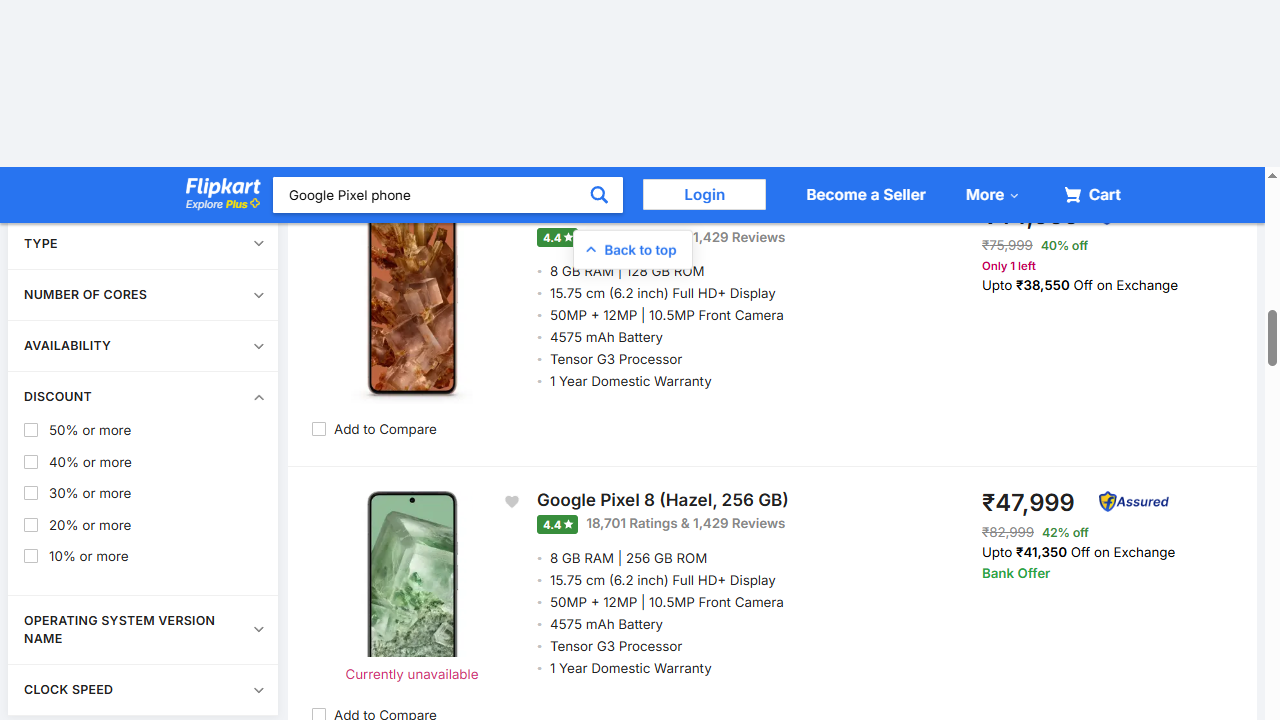 Flipkart
Explore Plus
Google Pixel phone
Login
Become a Seller
More
Cart
TYPE
NUMBER OF CORES
AVAILABILITY
DISCOUNT
50% or more
40% or more
30% or more
20% or more
10% or more
OPERATING SYSTEM VERSION
NAME
CLOCK SPEED
4.4
1,429 Reviews
Back to top
8 GB RAM | 128 GB ROM
15.75 cm (6.2 inch) Full HD+ Display
50MP + 12MP | 10.5MP Front Camera
4575 mAh Battery
Tensor G3 Processor
1 Year Domestic Warranty
₹75,999 40% off
Only 1 left
Upto ₹38,550 Off on Exchange
Add to Compare
Google Pixel 8 (Hazel, 256 GB)
4.4 18,701 Ratings & 1,429 Reviews
8 GB RAM | 256 GB ROM
15.75 cm (6.2 inch) Full HD+ Display
50MP + 12MP | 10.5MP Front Camera
4575 mAh Battery
Tensor G3 Processor
1 Year Domestic Warranty
₹47,999 Assured
₹82,999 42% off
Upto ₹41,350 Off on Exchange
Bank Offer
Currently unavailable
Add to Compare